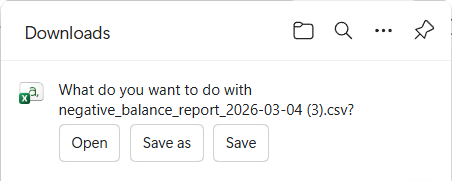 Downloads
What do you want to do with
negative_balance_report_2026-03-04 (3).csv?
Open Save as Save